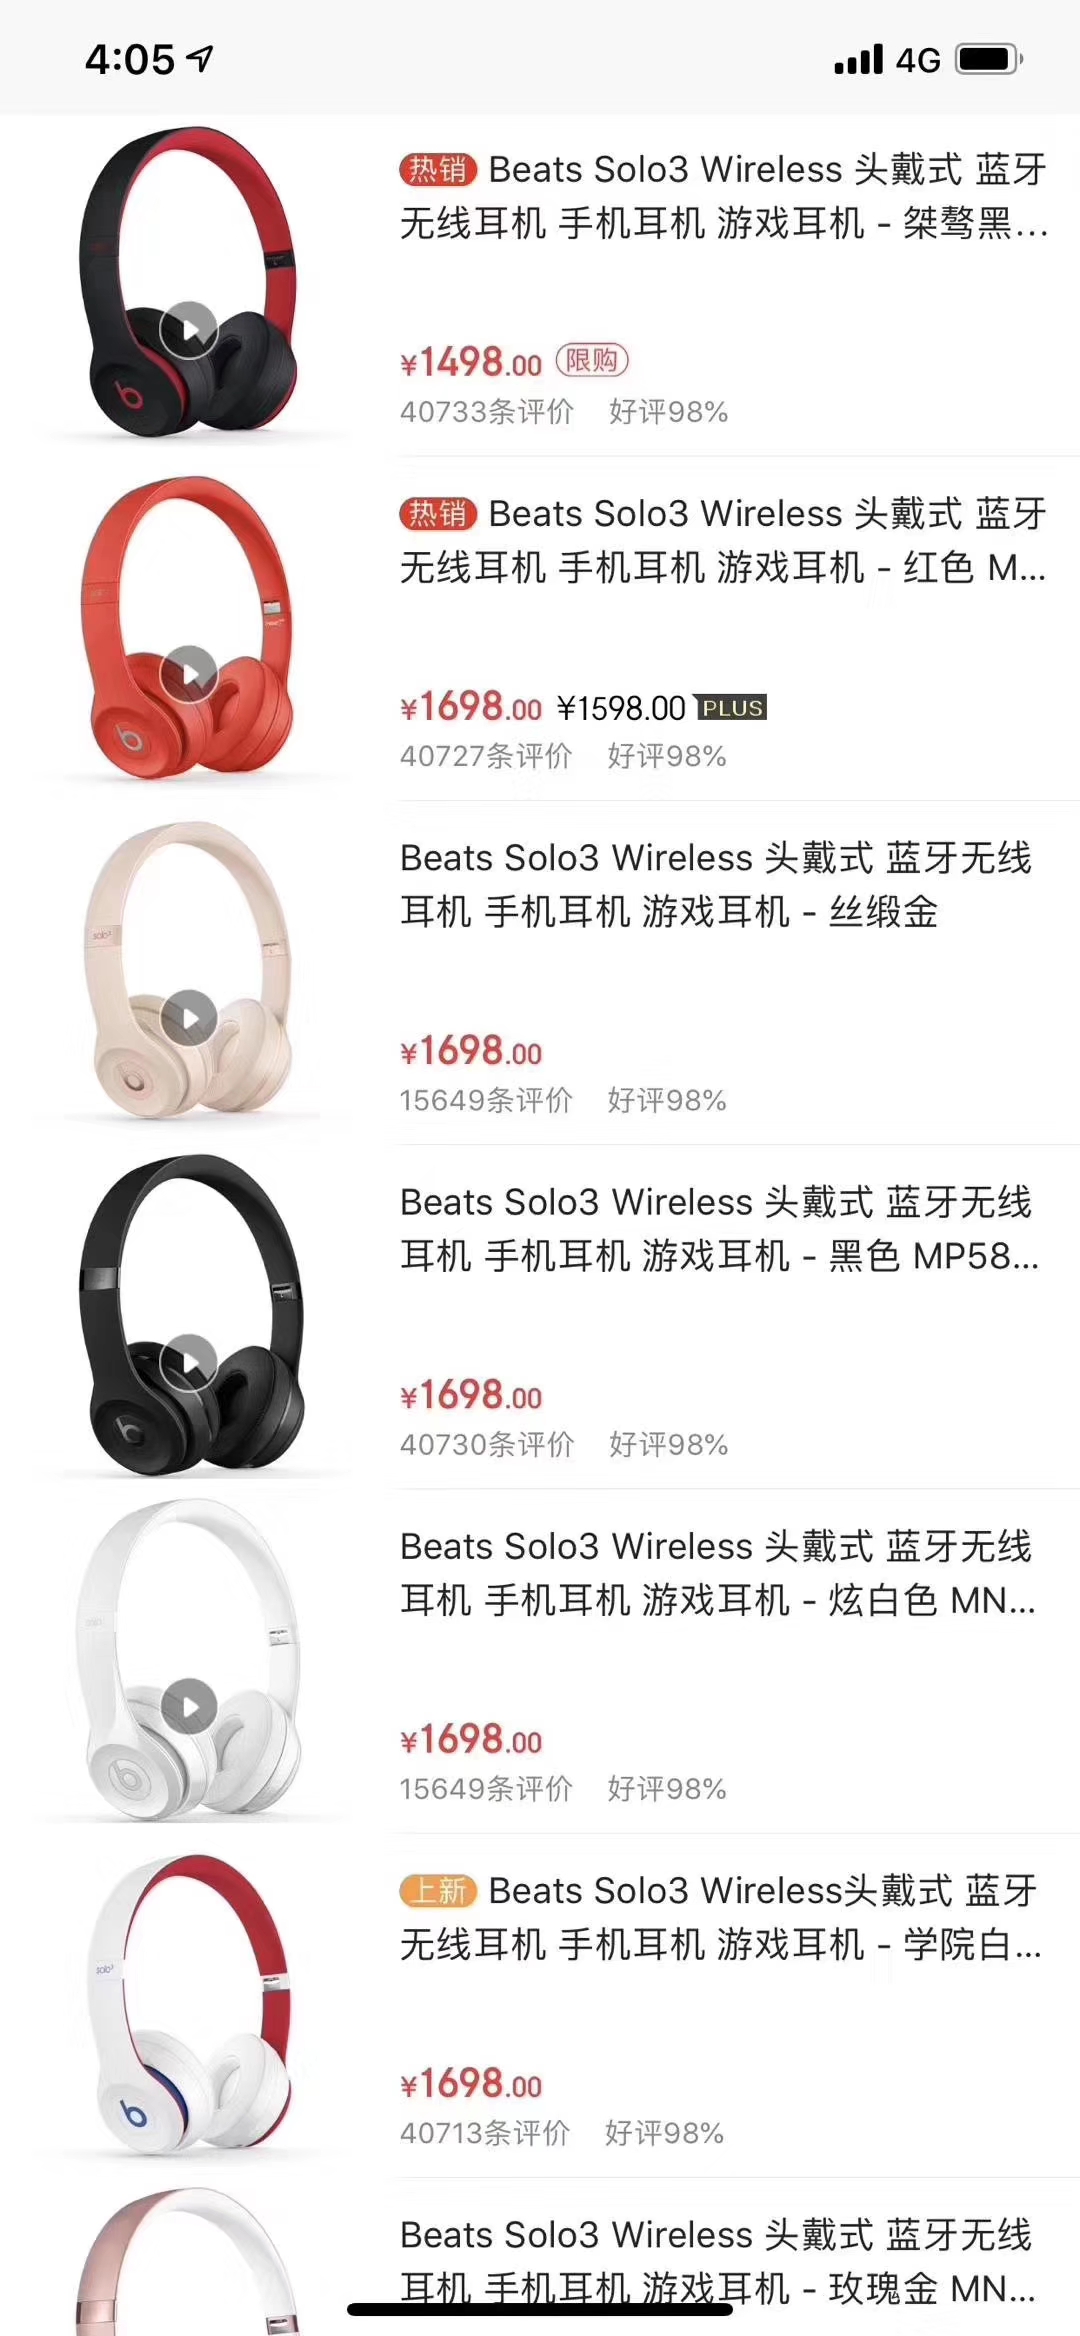 4:05 4G
热销 Beats Solo3 Wireless 头戴式 蓝牙
无线耳机 手机耳机 游戏耳机 - 桀骜黑...
¥1498.00 限购
40733条评价 好评98%
热销 Beats Solo3 Wireless 头戴式 蓝牙
无线耳机 手机耳机 游戏耳机 - 红色 M...
¥1698.00 ¥1598.00 PLUS
40727条评价 好评98%
Beats Solo3 Wireless 头戴式 蓝牙无线
耳机 手机耳机 游戏耳机 - 丝缎金
solo³
¥1698.00
15649条评价 好评98%
Beats Solo3 Wireless 头戴式 蓝牙无线
耳机 手机耳机 游戏耳机 - 黑色 MP58...
¥1698.00
40730条评价 好评98%
Beats Solo3 Wireless 头戴式 蓝牙无线
耳机 手机耳机 游戏耳机 - 炫白色 MN...
¥1698.00
15649条评价 好评98%
上新 Beats Solo3 Wireless头戴式 蓝牙
无线耳机 手机耳机 游戏耳机 - 学院白...
solo³
¥1698.00
40713条评价 好评98%
Beats Solo3 Wireless 头戴式 蓝牙无线
耳机 手机耳机 游戏耳机 - 玫瑰金 MN...